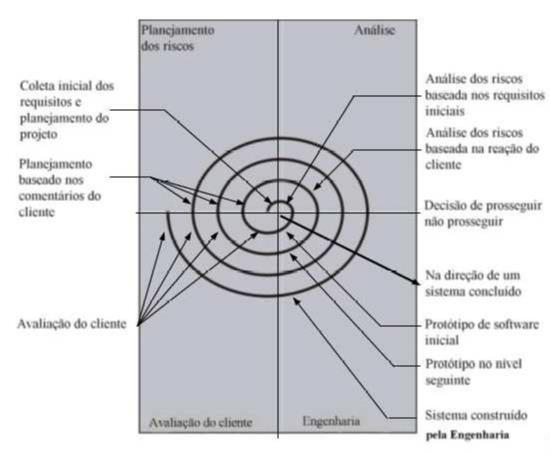 Planejamento
dos riscos
Análise
Coleta inicial dos
requisitos e
planejamento do
projeto
Planejamento
baseado nos
comentários do
cliente
Avaliação do cliente
Análise dos riscos
baseada nos requisitos
iniciais
Análise dos riscos
baseada na reação do
cliente
Decisão de prosseguir
não prosseguir
Na direção de um
sistema concluído
Protótipo de software
inicial
Protótipo no nível
seguinte
Sistema construído
pela Engenharia
Avaliação do cliente
Engenharia